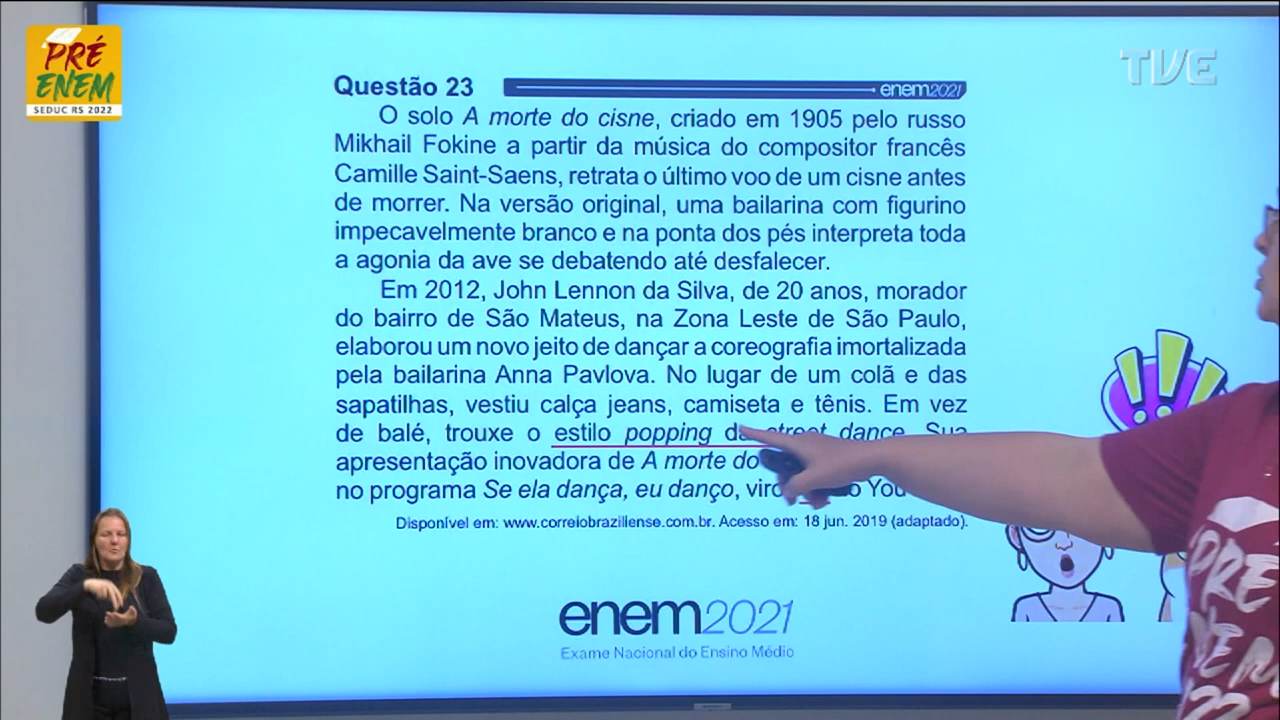 PRÉ
ENEM
SEDUC RS 2022
TVE
Questão 23
enem2021
O solo A morte do cisne, criado em 1905 pelo russo
Mikhail Fokine a partir da música do compositor francês
Camille Saint-Saens, retrata o último voo de um cisne antes
de morrer. Na versão original, uma bailarina com figurino
impecavelmente branco e na ponta dos pés interpreta toda
a agonia da ave se debatendo até desfalecer.
Em 2012, John Lennon da Silva, de 20 anos, morador
do bairro de São Mateus, na Zona Leste de São Paulo,
elaborou um novo jeito de dançar a coreografia imortalizada
pela bailarina Anna Pavlova. No lugar de um colã e das
sapatilhas, vestiu calça jeans, camiseta e tênis. Em vez
de balé, trouxe o estilo popping da street dance. Sua
apresentação inovadora de A morte do
no programa Se ela dança, eu danço,
Disponível em: www.correiobraziliense.com.br. Acesso em: 18 jun. 2019 (adaptado).
enem2021
Exame Nacional do Ensino Médio
PRÉ